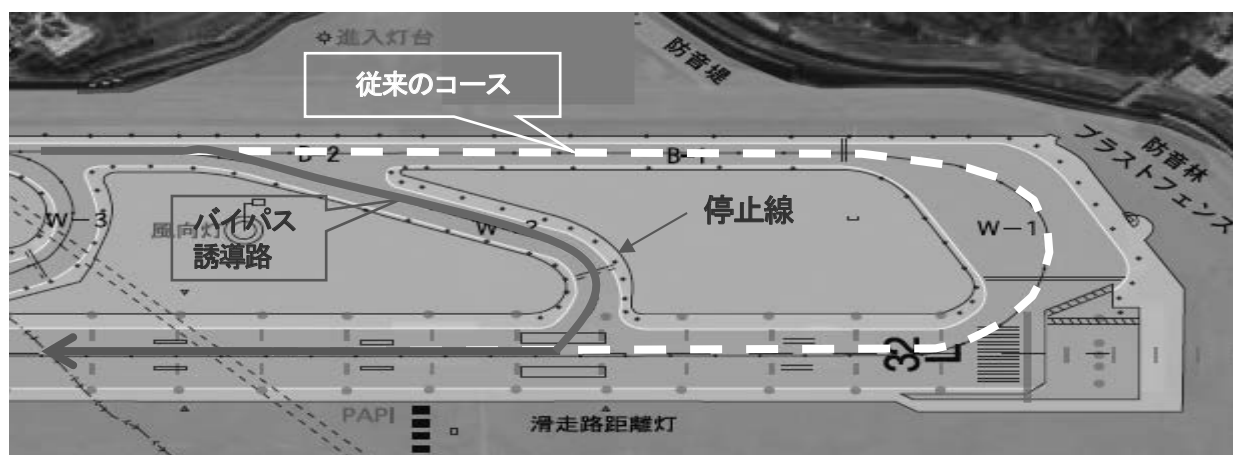 進入灯台
防音堤
従来のコース
防音林
ブラストフェンス
B-2
B-1
W-3
風向灯
バイパス
誘導路
W-2
停止線
W-1
32
L
PAPI
滑走路距離灯